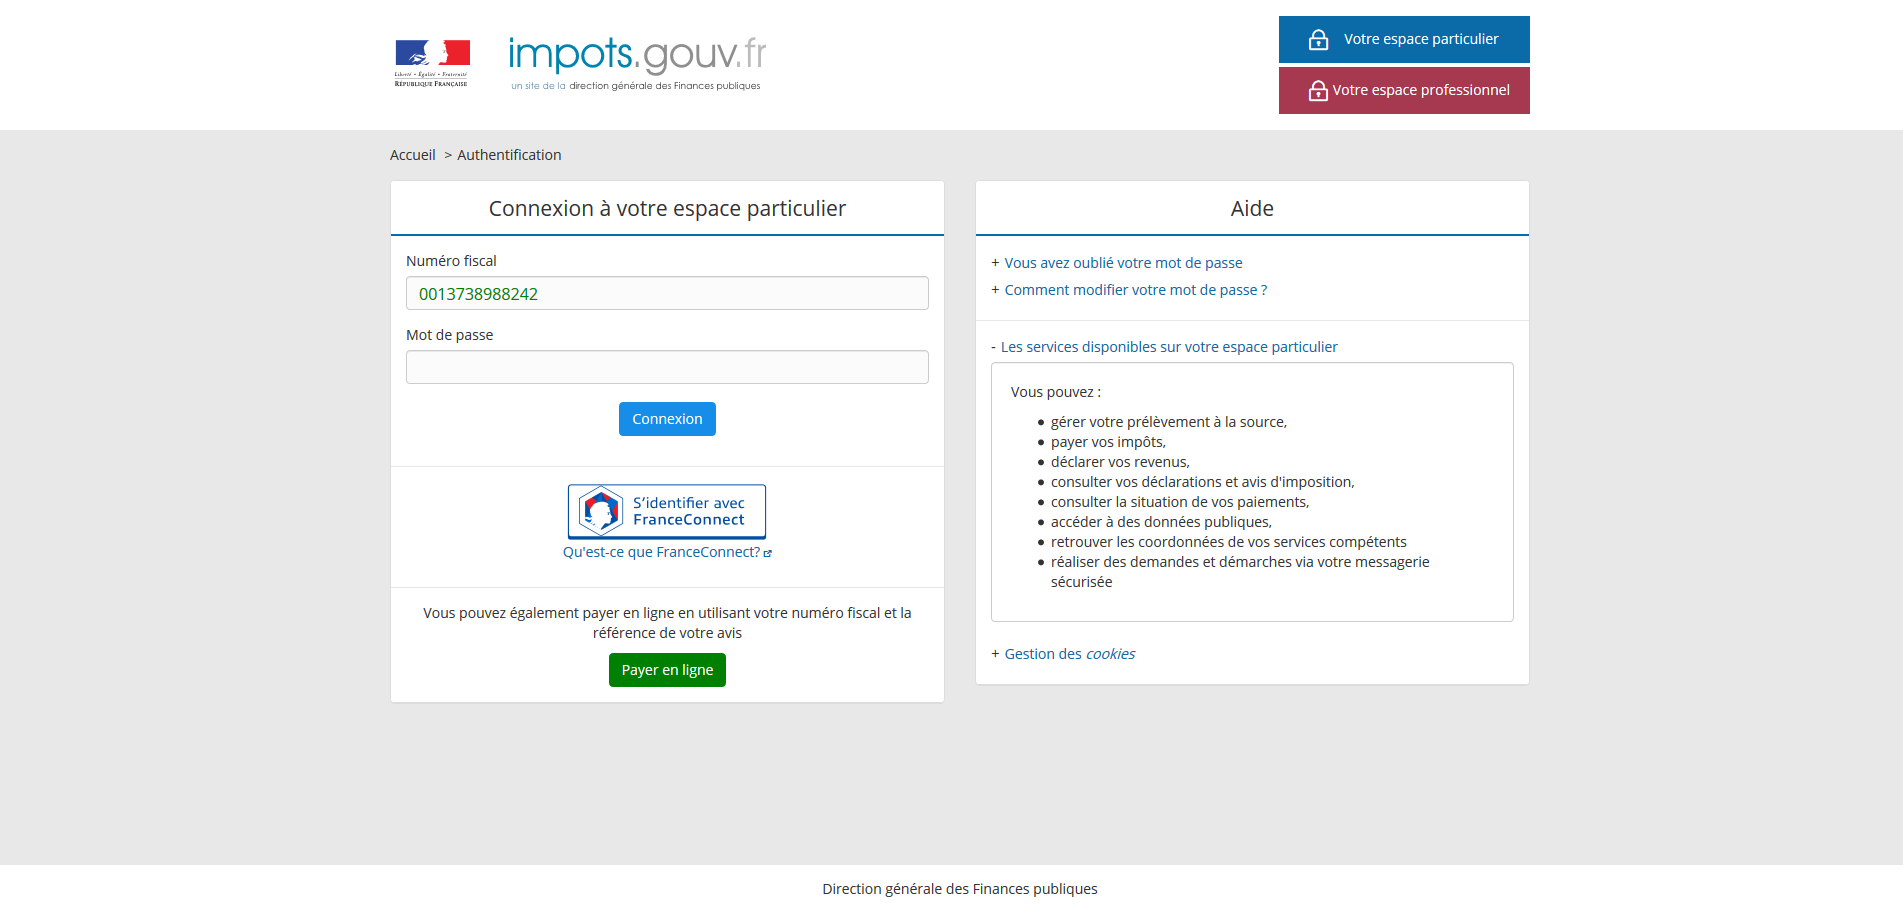 Liberté • Égalité • Fraternité
RÉPUBLIQUE FRANÇAISE
impots.gouv.fr
un site de la direction générale des Finances publiques
Votre espace particulier
Votre espace professionnel
Accueil > Authentification
Connexion à votre espace particulier
Numéro fiscal
0013738988242
Mot de passe
Connexion
S'identifier avec
FranceConnect
Qu'est-ce que FranceConnect?
Vous pouvez également payer en ligne en utilisant votre numéro fiscal et la
référence de votre avis
Payer en ligne
Aide
+ Vous avez oublié votre mot de passe
+ Comment modifier votre mot de passe ?
- Les services disponibles sur votre espace particulier
Vous pouvez :
• gérer votre prélèvement à la source,
• payer vos impôts,
• déclarer vos revenus,
• consulter vos déclarations et avis d'imposition,
• consulter la situation de vos paiements,
• accéder à des données publiques,
• retrouver les coordonnées de vos services compétents
• réaliser des demandes et démarches via votre messagerie
sécurisée
+ Gestion des cookies
Direction générale des Finances publiques